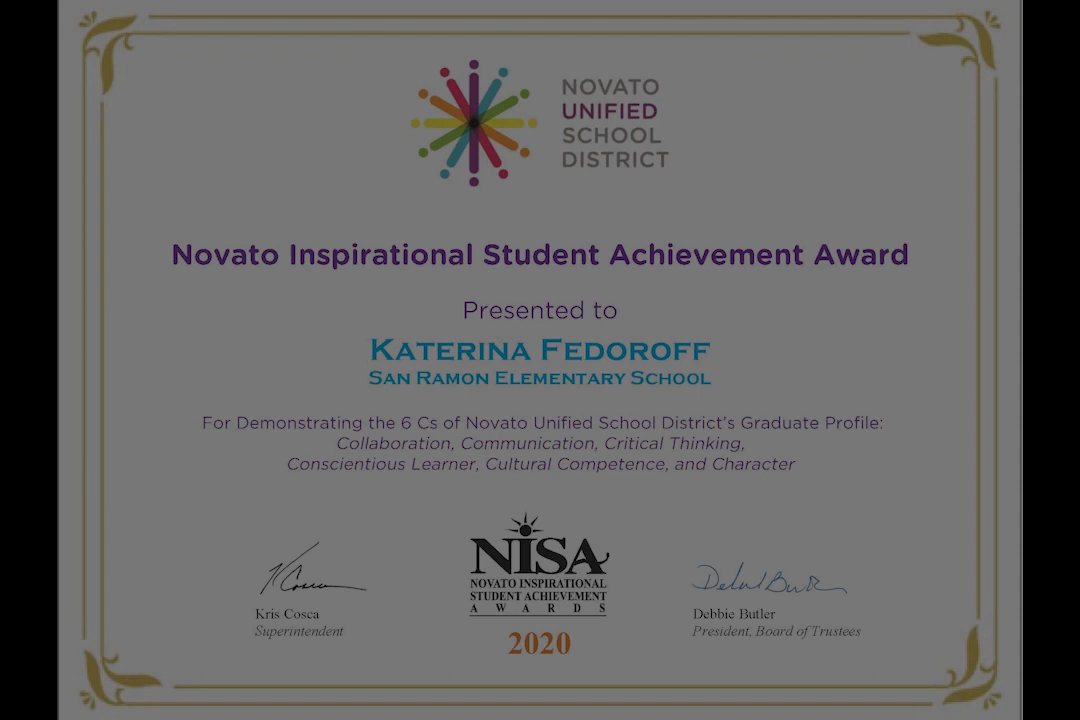 NOVATO
UNIFIED
SCHOOL
DISTRICT
Novato Inspirational Student Achievement Award
Presented to
KATERINA FEDOROFF
SAN RAMON ELEMENTARY SCHOOL
For Demonstrating the 6 Cs of Novato Unified School District's Graduate Profile:
Collaboration, Communication, Critical Thinking,
Conscientious Learner, Cultural Competence, and Character
NISA
NOVATO INSPIRATIONAL
STUDENT ACHIEVEMENT
AWARDS
2020
Kris Cosca
Superintendent
Debbie Butler
President, Board of Trustees